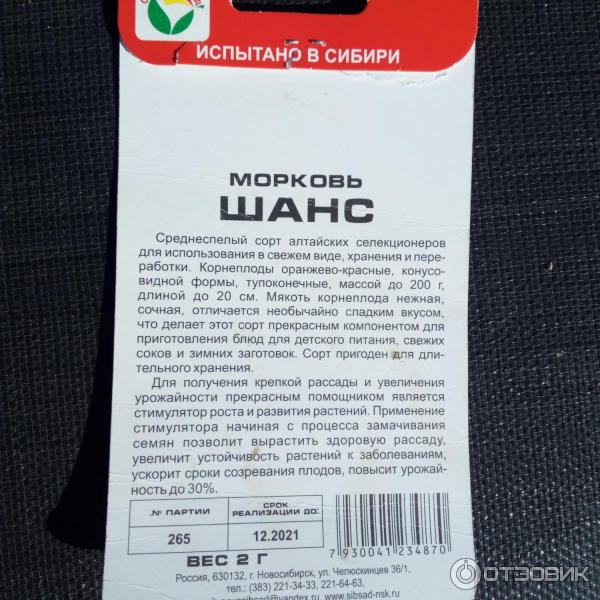 ИСПЫТАНО В СИБИРИ
МОРКОВЬ
ШАНС
Среднеспелый сорт алтайских селекционеров
для использования в свежем виде, хранения и пере-
работки. Корнеплоды оранжево-красные, конусо-
видной формы, тупоконечные, массой до 200 г,
длиной до 20 см. Мякоть корнеплода нежная,
сочная, отличается необычайно сладким вкусом,
что делает этот сорт прекрасным компонентом для
приготовления блюд для детского питания, свежих
соков и зимних заготовок. Сорт пригоден для дли-
тельного хранения.
Для получения крепкой рассады и увеличения
урожайности прекрасным помощником является
стимулятор роста и развития растений. Применение
стимулятора начиная с процесса замачивания
семян позволит вырастить здоровую рассаду,
увеличит устойчивость растений к заболеваниям,
ускорит сроки созревания плодов, повысит урожай-
ность до 30%.
.№ ПАРТИИ
СРОК
РЕАЛИЗАЦИИ ДО:
265
12.2021
7 930041 234870
ВЕС 2 Г
Россия, 630132, г. Новосибирск, ул. Челюскинцев 36/1,
тел.: (383) 221-34-33, 221-64-63,
www.sibsad-nsk.ru
ОТЗОВИК